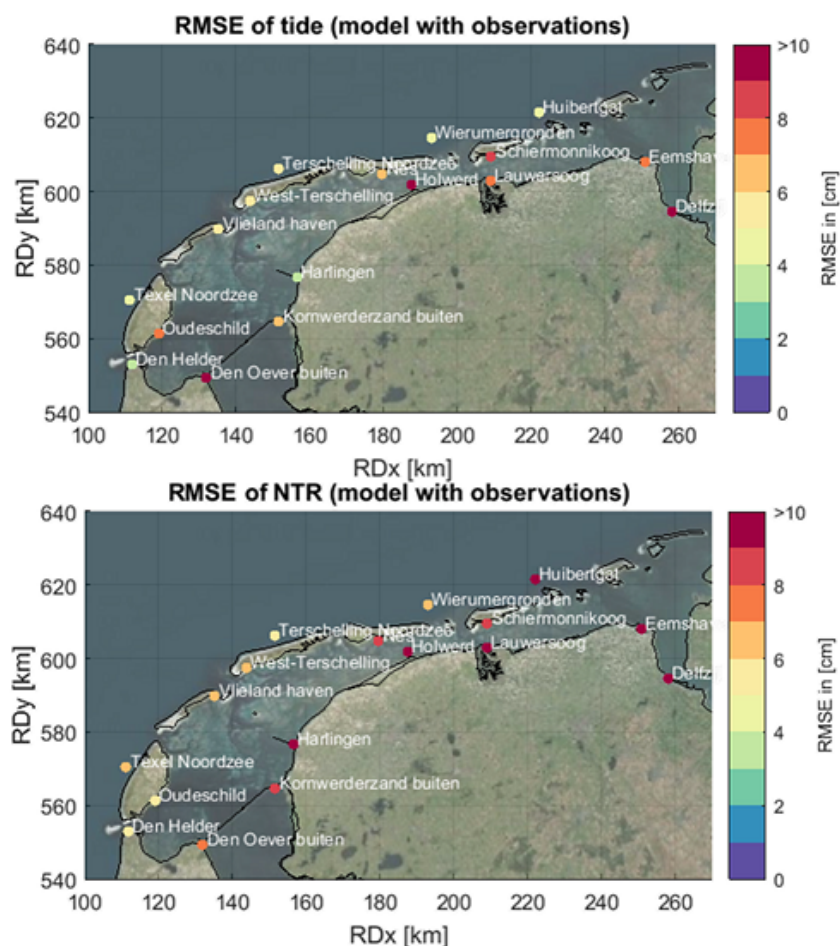 RMSE of tide (model with observations)
640
620
600
580
560
540
RDy [km]
100
120
140
160
180
200
220
240
260
RDx [km]
Huibertgat
Wierumergronden
Terschelling Noordzee
Nes
Schiermonnikoog
Eemshav
Holwerd
Lauwersoog
West-Terschelling
Delfzijl
Vlieland haven
Harlingen
Texel Noordzee
Kornwerderzand buiten
Oudeschild
Den Helder
Den Oever buiten
>10
8
6
4
2
0
RMSE in [cm]
RMSE of NTR (model with observations)
640
620
600
580
560
540
RDy [km]
100
120
140
160
180
200
220
240
260
RDx [km]
Huibertgat
Wierumergronden
Terschelling Noordzee
Nes
Schiermonnikoog
Eemshav
Holwerd
Lauwersoog
West-Terschelling
Delfzijl
Vlieland haven
Harlingen
Texel Noordzee
Kornwerderzand buiten
Oudeschild
Den Helder
Den Oever buiten
>10
8
6
4
2
0
RMSE in [cm]